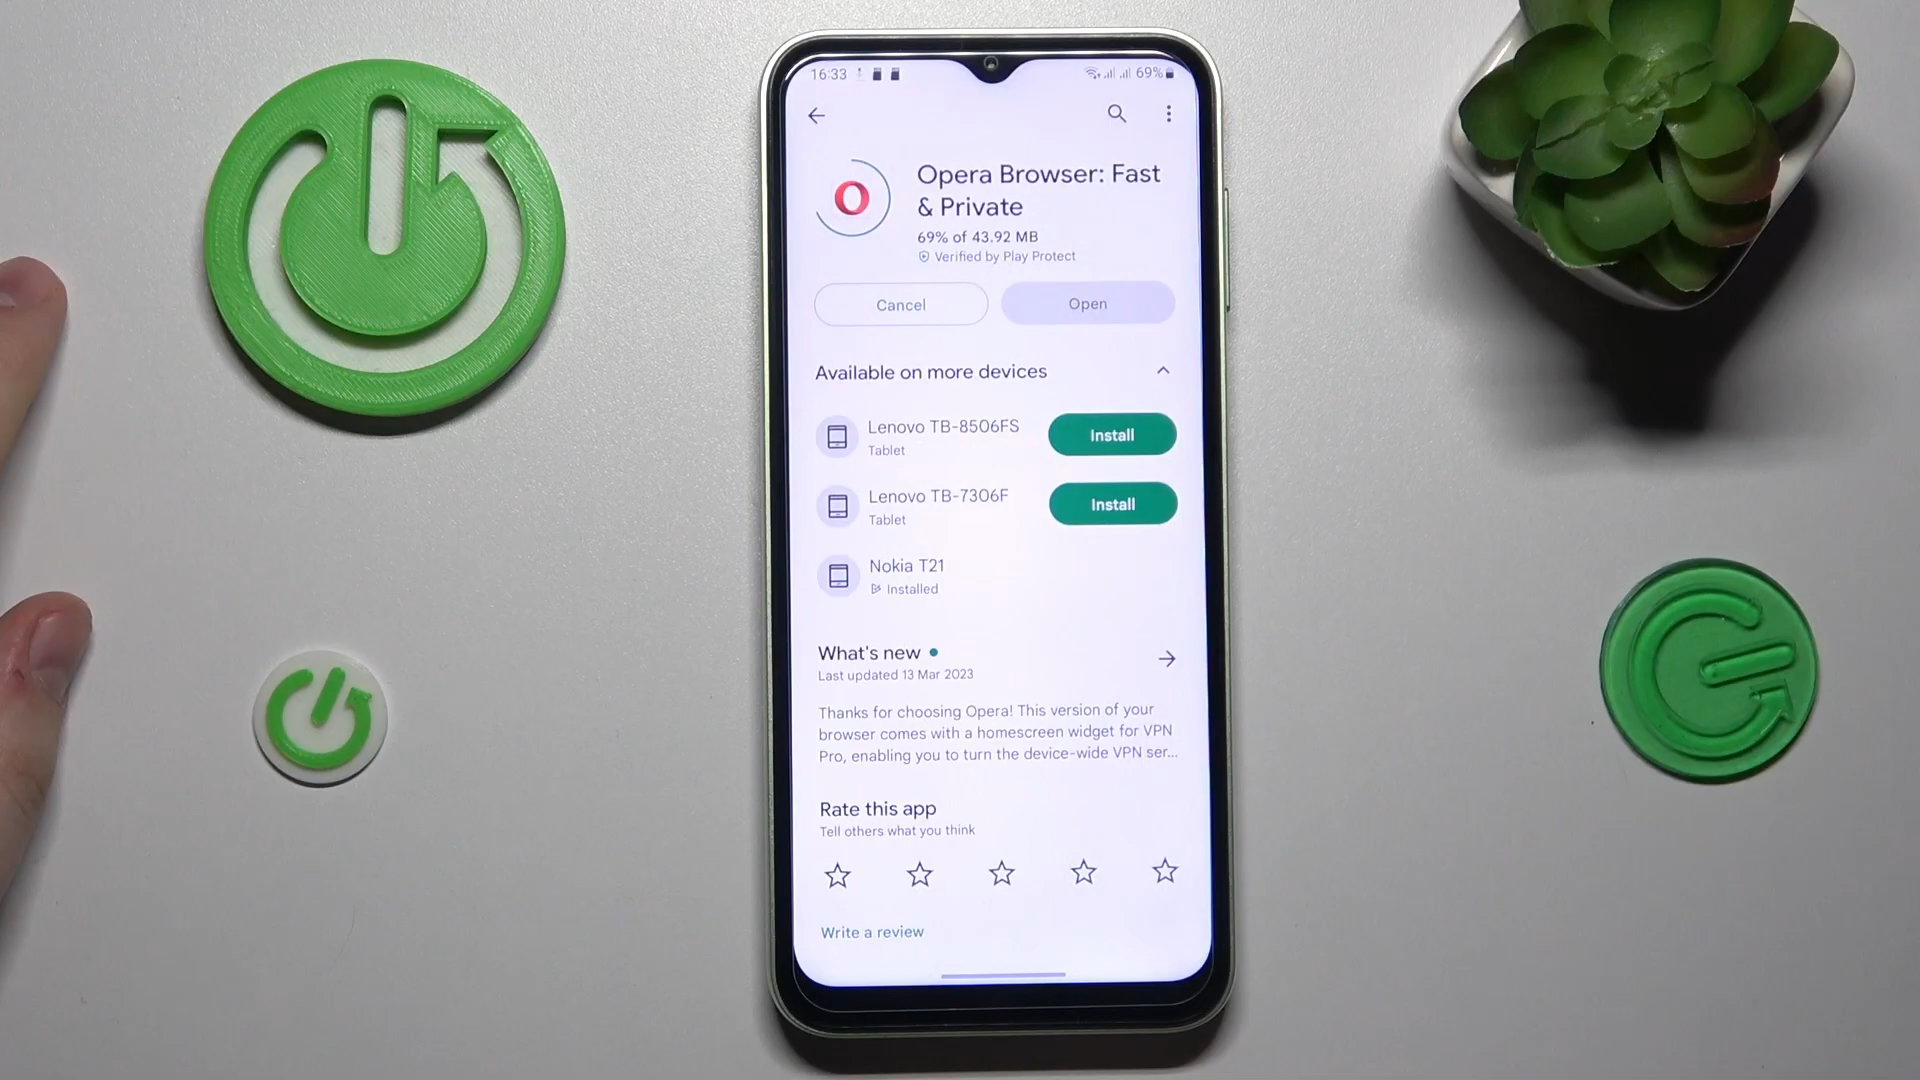 16:33
69%
Opera Browser: Fast
& Private
69% of 43.92 MB
Verified by Play Protect
Cancel
Open
Available on more devices
Lenovo TB-8506FS
Tablet
Install
Lenovo TB-7306F
Tablet
Install
Nokia T21
Installed
What's new
Last updated 13 Mar 2023
Thanks for choosing Opera! This version of your
browser comes with a homescreen widget for VPN
Pro, enabling you to turn the device-wide VPN ser...
Rate this app
Tell others what you think
Write a review